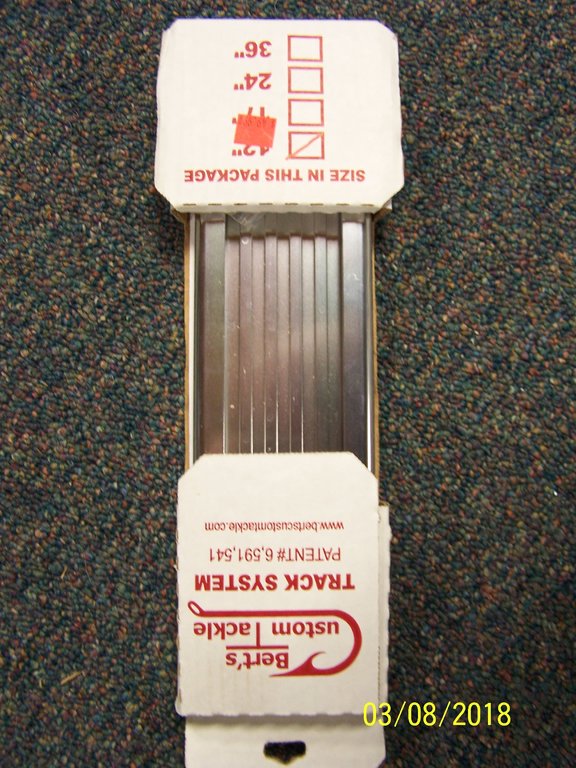 Bert's
Custom Tackle
TRACK SYSTEM
PATENT# 6,591,541
www.bertscustomtackle.com
SIZE IN THIS PACKAGE
12"
24"
36"
03/08/2018